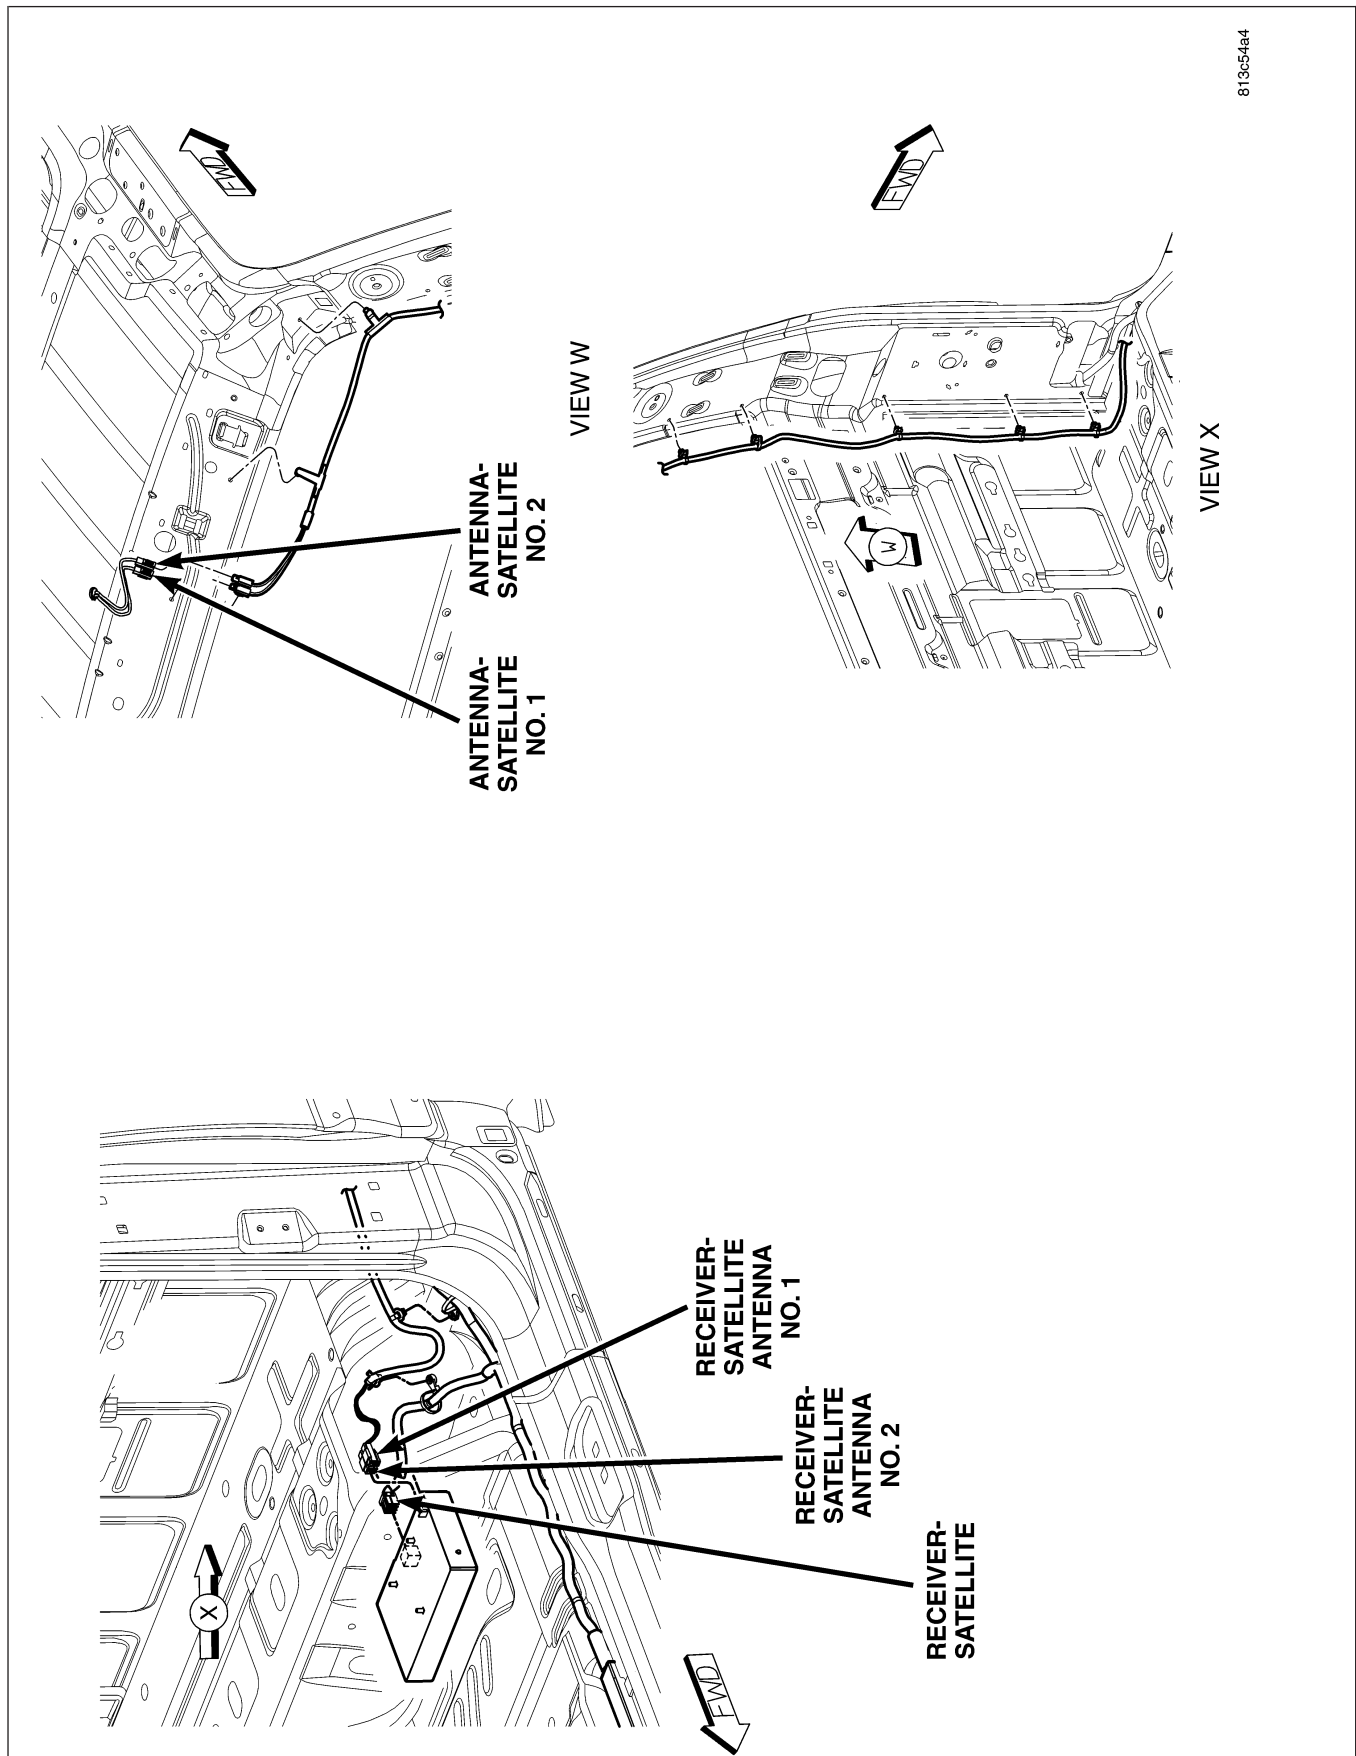 X
FWD
RECEIVER-
SATELLITE
ANTENNA
NO. 1
RECEIVER-
SATELLITE
ANTENNA
NO. 2
RECEIVER-
SATELLITE
FWD
ANTENNA-
SATELLITE
NO. 1
ANTENNA-
SATELLITE
NO. 2
VIEW W
W
FWD
VIEW X
813c54a4